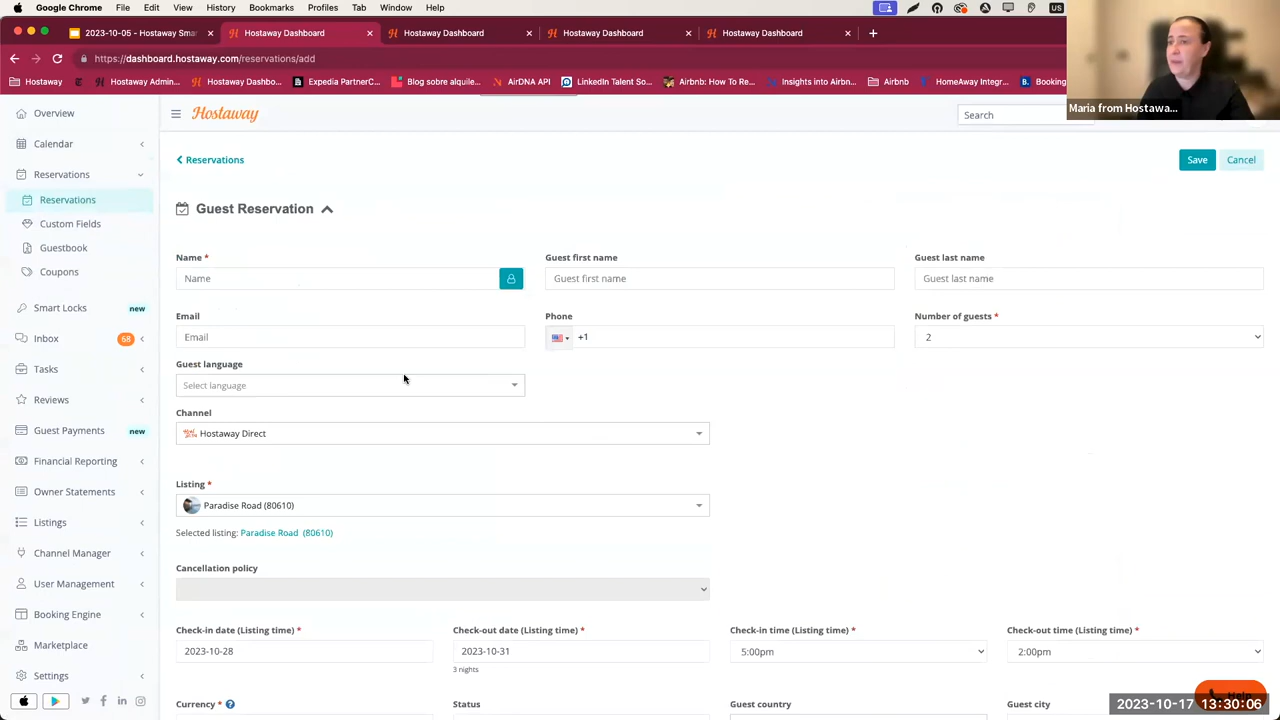 Google Chrome File Edit View History Bookmarks Profiles Tab Window Help US
2023-10-05 - Hostaway Sma Hostaway Dashboard Hostaway Dashboard Hostaway Dashboard Hostaway Dashboard
https://dashboard.hostaway.com/reservations/add
Hostaway Hostaway Admin... Hostaway Dashbo... Expedia PartnerC... Blog sobre alquile... AirDNA API LinkedIn Talent So... Airbnb: How To Re... Insights into Airbn... Airbnb HomeAway Integr... Booking
Maria from Hostawa...
Overview
Calendar
Reservations
Reservations
Custom Fields
Guestbook
Coupons
Smart Locks new
Inbox 68
Tasks
Reviews
Guest Payments new
Financial Reporting
Owner Statements
Listings
Channel Manager
User Management
Booking Engine
Marketplace
Settings
Hostaway
Search
Reservations
Save Cancel
Guest Reservation
Name * Guest first name Guest last name
Name Guest first name Guest last name
Email Phone Number of guests *
Email +1 2
Guest language
Select language
Channel
Hostaway Direct
Listing *
Paradise Road (80610)
Selected listing: Paradise Road (80610)
Cancellation policy
Check-in date (Listing time) * Check-out date (Listing time) * Check-in time (Listing time) * Check-out time (Listing time) *
2023-10-28 2023-10-31 5:00pm 2:00pm
3 nights
Currency * Status Guest country Guest city
Help
2023-10-17 13:30:06